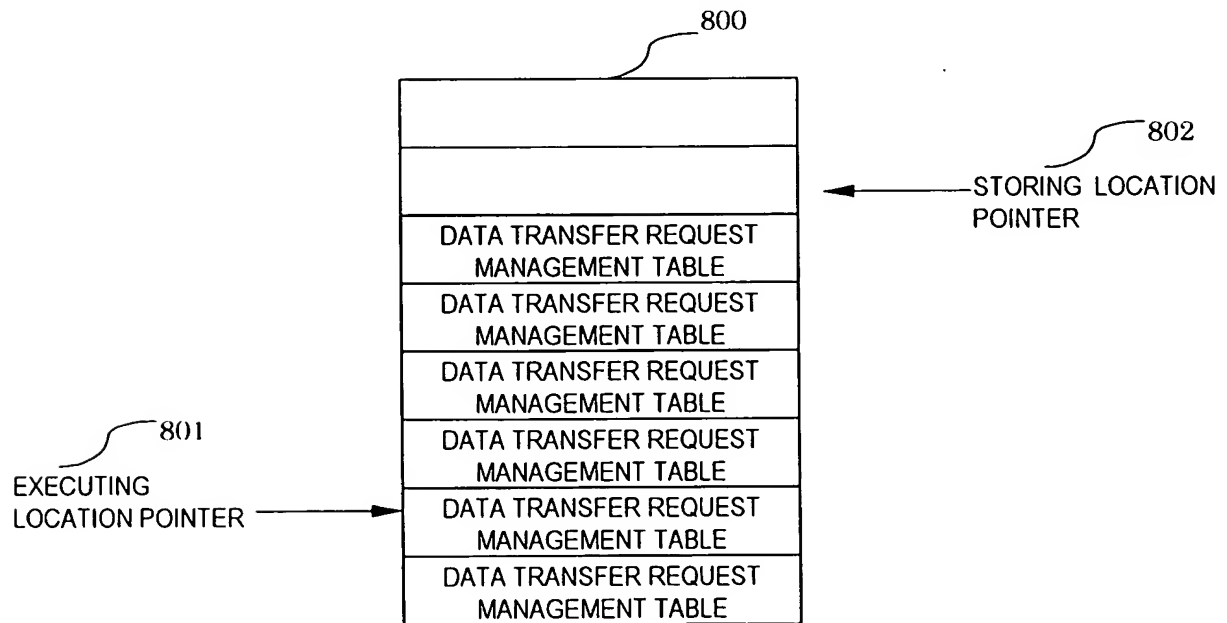 800
802
STORING LOCATION
POINTER
DATA TRANSFER REQUEST
MANAGEMENT TABLE
DATA TRANSFER REQUEST
MANAGEMENT TABLE
DATA TRANSFER REQUEST
MANAGEMENT TABLE
DATA TRANSFER REQUEST
MANAGEMENT TABLE
801
EXECUTING
LOCATION POINTER
DATA TRANSFER REQUEST
MANAGEMENT TABLE
DATA TRANSFER REQUEST
MANAGEMENT TABLE